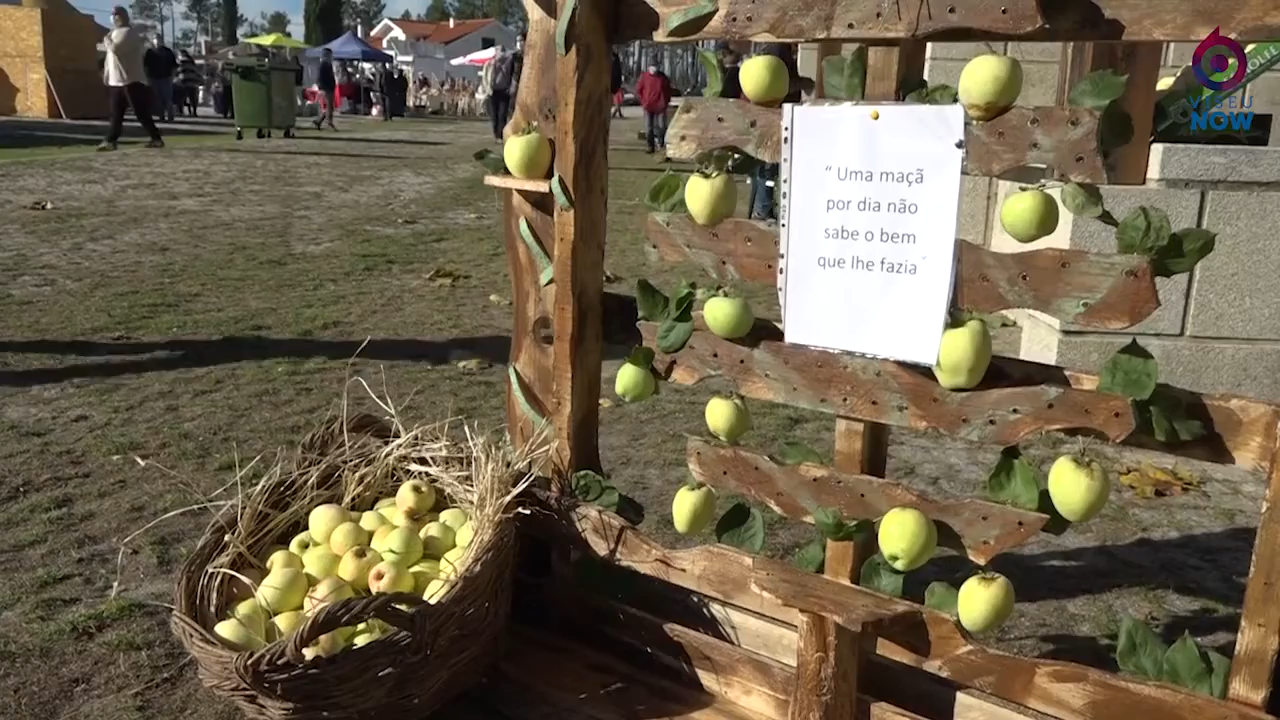 “ Uma maçã
por dia não
sabe o bem
que lhe fazia ”
VISEU
NOW